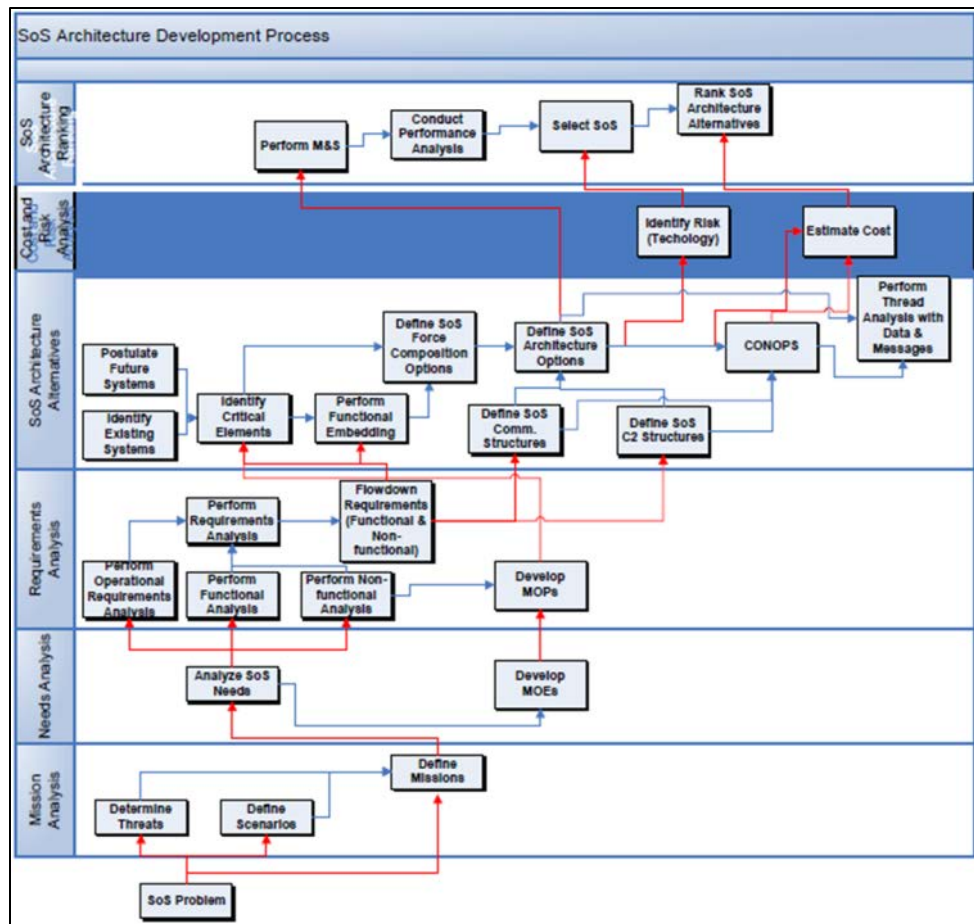 SoS Architecture Development Process
SoS
Architecture
Ranking
Perform M&S
Conduct
Performance
Analysis
Select SoS
Rank SoS
Architecture
Alternatives
Cost and
Risk
Analysis
Identify Risk
(Techology)
Estimate Cost
SoS Architecture
Alternatives
Postulate
Future
Systems
Identify
Existing
Systems
Identify
Critical
Elements
Perform
Functional
Embedding
Define SoS
Force
Composition
Options
Define SoS
Architecture
Options
Define SoS
Comm.
Structures
Define SoS
C2 Structures
CONOPS
Perform
Thread
Analysis with
Data &
Messages
Requirements
Analysis
Perform
Operational
Requirements
Analysis
Perform
Requirements
Analysis
Perform
Functional
Analysis
Flowdown
Requirements
(Functional &
Non-
functional)
Perform Non-
functional
Analysis
Develop
MOPs
Needs Analysis
Analyze SoS
Needs
Develop
MOEs
Mission
Analysis
Determine
Threats
Define
Scenarios
Define
Missions
SoS Problem